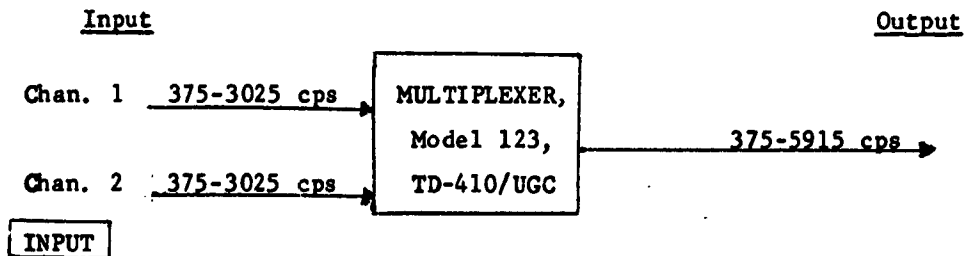 Input
Output
Chan. 1 375-3025 cps
MULTIPLEXER,
Model 123,
TD-410/UGC
375-5915 cps
Chan. 2 375-3025 cps
INPUT